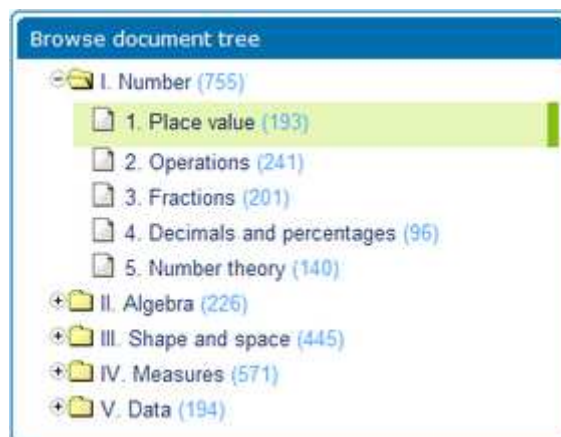 Browse document tree
I. Number (755)
1. Place value (193)
2. Operations (241)
3. Fractions (201)
4. Decimals and percentages (96)
5. Number theory (140)
II. Algebra (226)
III. Shape and space (445)
IV. Measures (571)
V. Data (194)